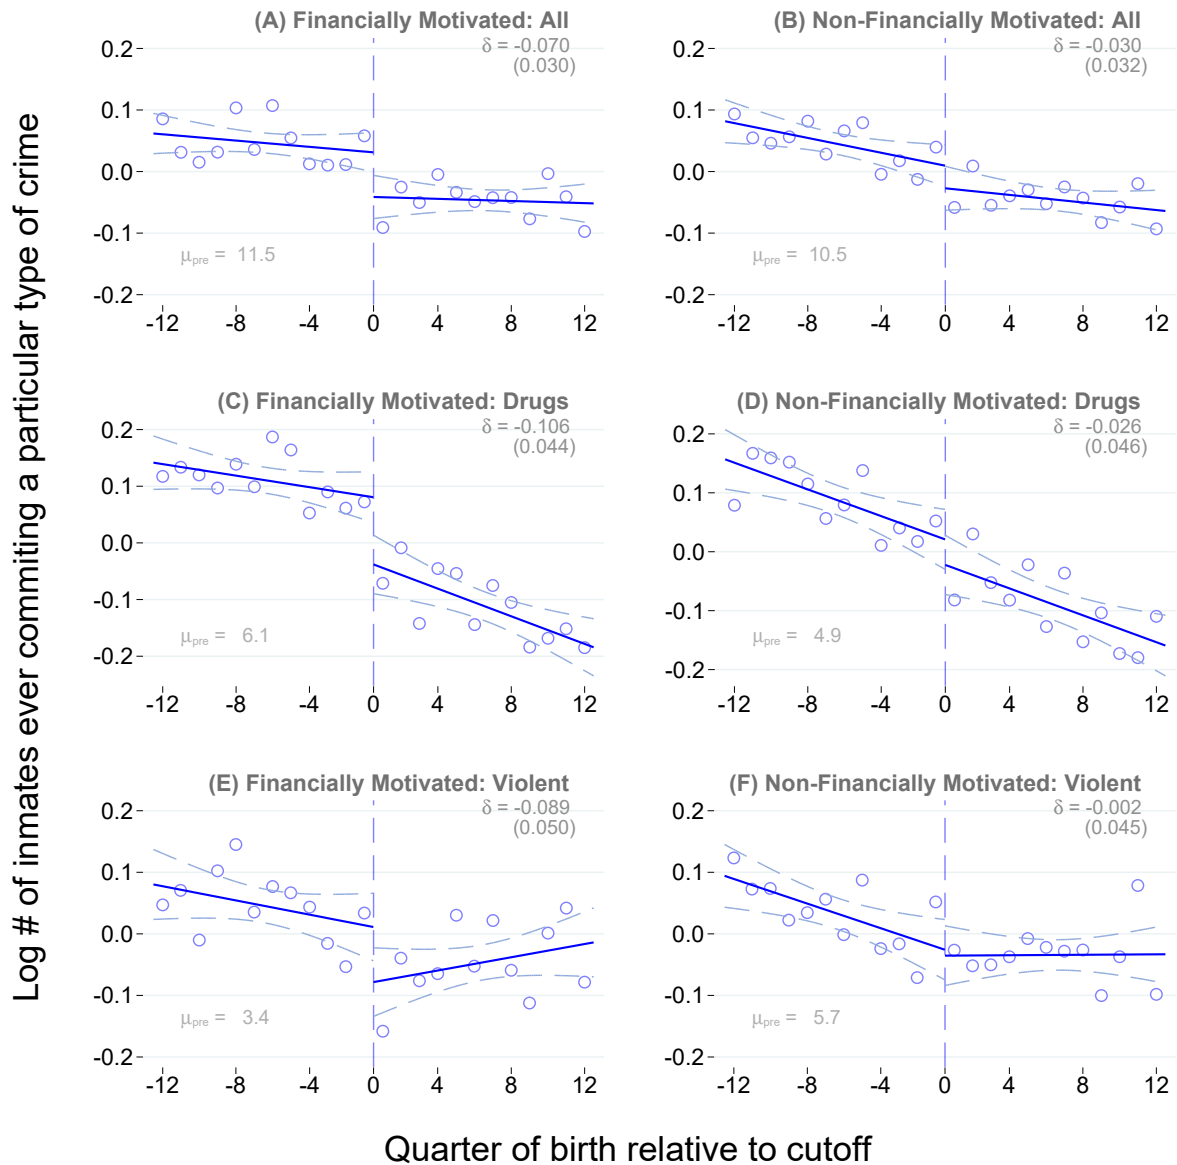 Log # of inmates ever commiting a particular type of crime
(A) Financially Motivated: All
δ = -0.070
(0.030)
0.2
0.1
0.0
-0.1
-0.2
μpre = 11.5
-12 -8 -4 0 4 8 12
(B) Non-Financially Motivated: All
δ = -0.030
(0.032)
0.2
0.1
0.0
-0.1
-0.2
μpre = 10.5
-12 -8 -4 0 4 8 12
(C) Financially Motivated: Drugs
δ = -0.106
(0.044)
0.2
0.1
0.0
-0.1
-0.2
μpre = 6.1
-12 -8 -4 0 4 8 12
(D) Non-Financially Motivated: Drugs
δ = -0.026
(0.046)
0.2
0.1
0.0
-0.1
-0.2
μpre = 4.9
-12 -8 -4 0 4 8 12
(E) Financially Motivated: Violent
δ = -0.089
(0.050)
0.2
0.1
0.0
-0.1
-0.2
μpre = 3.4
-12 -8 -4 0 4 8 12
(F) Non-Financially Motivated: Violent
δ = -0.002
(0.045)
0.2
0.1
0.0
-0.1
-0.2
μpre = 5.7
-12 -8 -4 0 4 8 12
Quarter of birth relative to cutoff